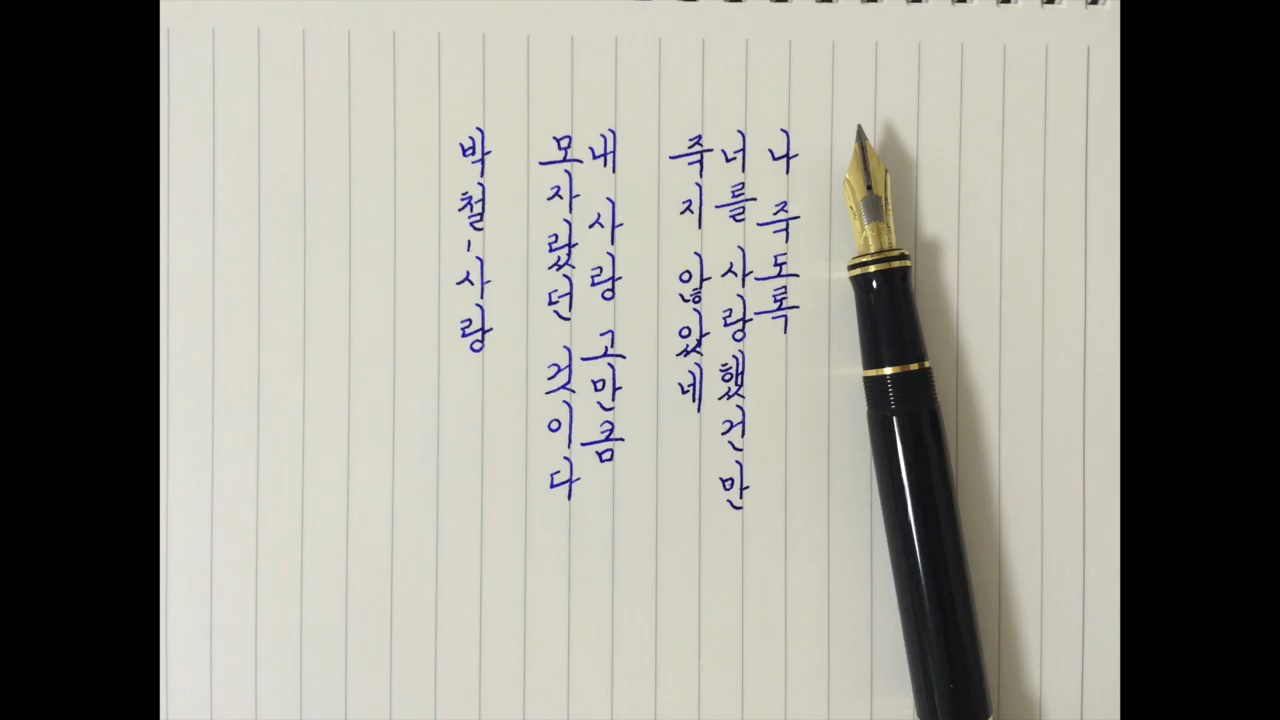 나 죽도록
너를 사랑했건만
죽지 않았네
내 사랑 고만큼
모자랐던 것이다
박철-사랑